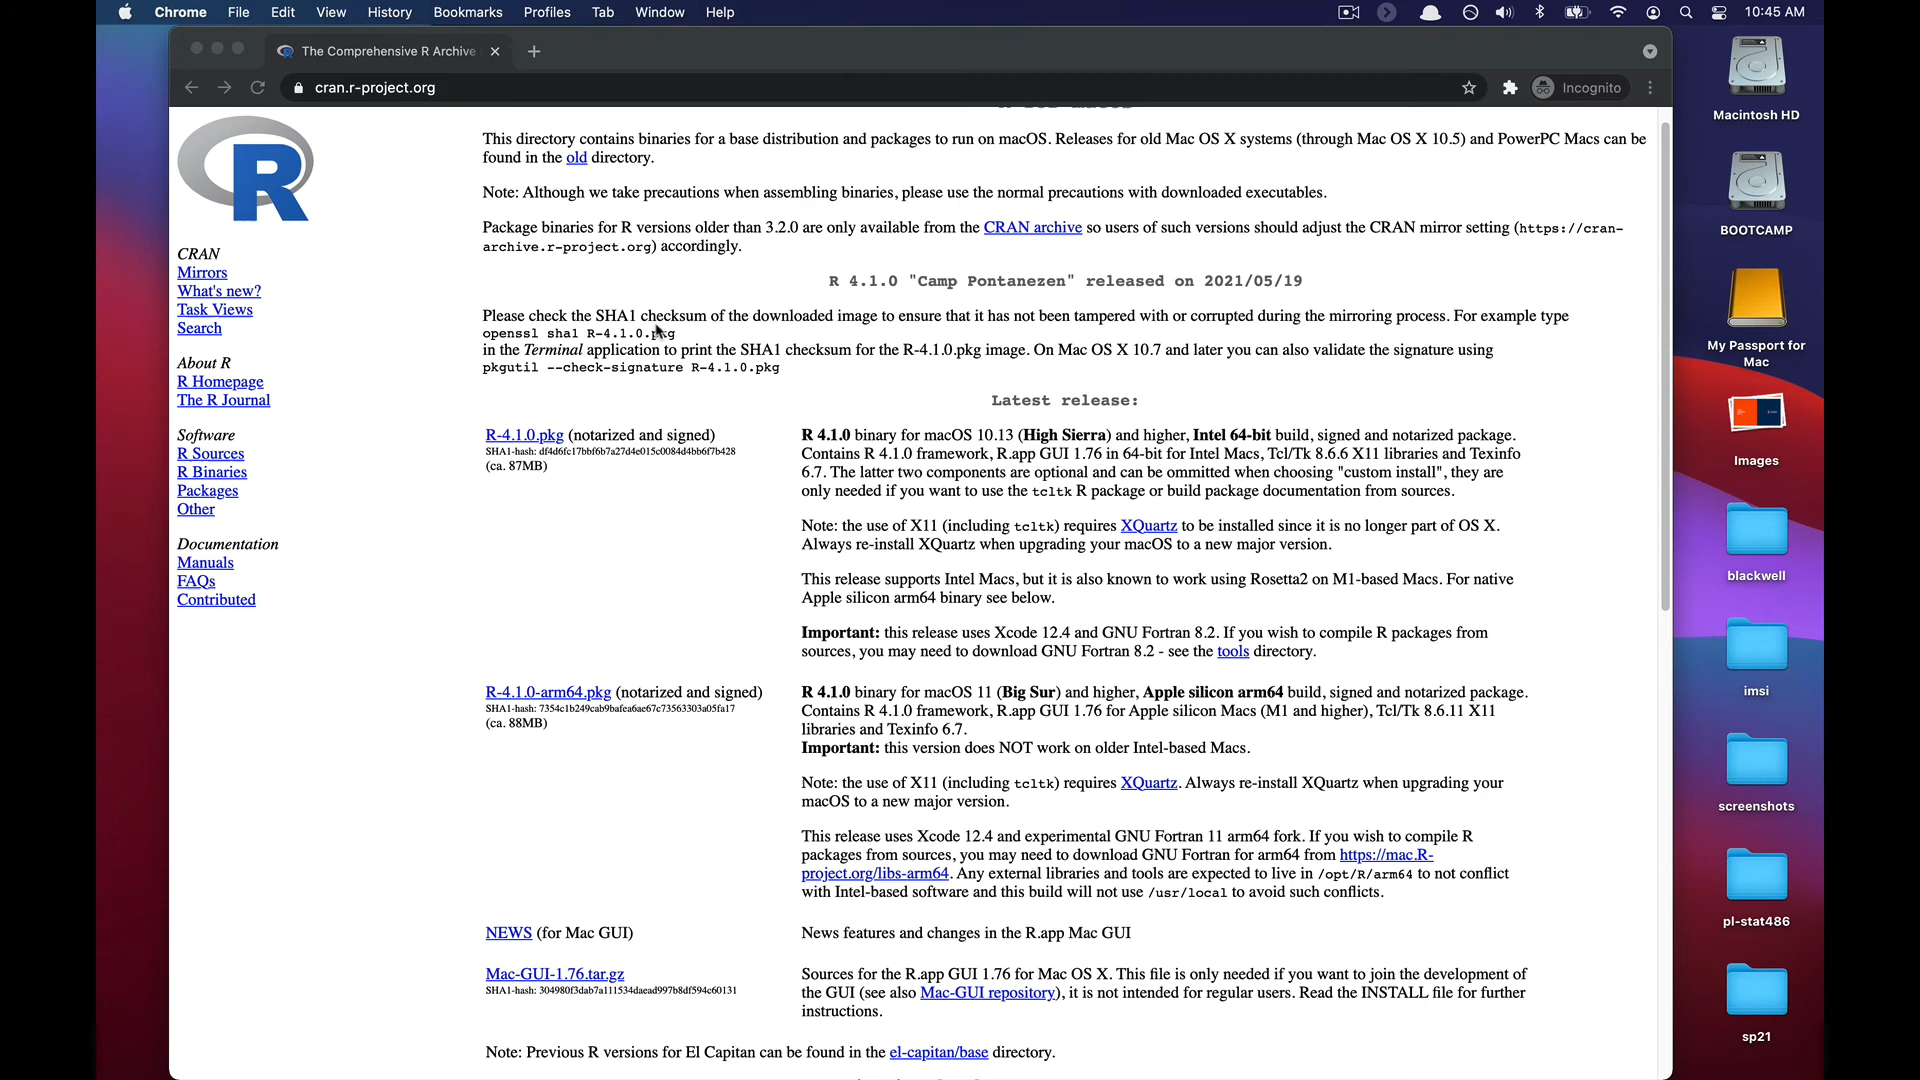 Chrome File Edit View History Bookmarks Profiles Tab Window Help 10:45 AM
The Comprehensive R Archive
cran.r-project.org
Incognito
R
This directory contains binaries for a base distribution and packages to run on macOS. Releases for old Mac OS X systems (through Mac OS X 10.5) and PowerPC Macs can be
found in the old directory.
Note: Although we take precautions when assembling binaries, please use the normal precautions with downloaded executables.
Package binaries for R versions older than 3.2.0 are only available from the CRAN archive so users of such versions should adjust the CRAN mirror setting (https://cran-
archive.r-project.org) accordingly.
R 4.1.0 "Camp Pontanezen" released on 2021/05/19
Please check the SHA1 checksum of the downloaded image to ensure that it has not been tampered with or corrupted during the mirroring process. For example type
openssl sha1 R-4.1.0.pkg
in the Terminal application to print the SHA1 checksum for the R-4.1.0.pkg image. On Mac OS X 10.7 and later you can also validate the signature using
pkgutil --check-signature R-4.1.0.pkg
Latest release:
CRAN
Mirrors
What's new?
Task Views
Search
About R
R Homepage
The R Journal
Software
R Sources
R Binaries
Packages
Other
Documentation
Manuals
FAQs
Contributed
R-4.1.0.pkg (notarized and signed)
SHA1-hash: df4d6fc17bbf6b7a27d4e015c0084d4bb6f7b428
(ca. 87MB)
R 4.1.0 binary for macOS 10.13 (High Sierra) and higher, Intel 64-bit build, signed and notarized package.
Contains R 4.1.0 framework, R.app GUI 1.76 in 64-bit for Intel Macs, Tcl/Tk 8.6.6 X11 libraries and Texinfo
6.7. The latter two components are optional and can be ommitted when choosing "custom install", they are
only needed if you want to use the tcltk R package or build package documentation from sources.
Note: the use of X11 (including tcltk) requires XQuartz to be installed since it is no longer part of OS X.
Always re-install XQuartz when upgrading your macOS to a new major version.
This release supports Intel Macs, but it is also known to work using Rosetta2 on M1-based Macs. For native
Apple silicon arm64 binary see below.
Important: this release uses Xcode 12.4 and GNU Fortran 8.2. If you wish to compile R packages from
sources, you may need to download GNU Fortran 8.2 - see the tools directory.
R-4.1.0-arm64.pkg (notarized and signed)
SHA1-hash: 7354c1b249cab9bafea6ae67c73563303a05fa17
(ca. 88MB)
R 4.1.0 binary for macOS 11 (Big Sur) and higher, Apple silicon arm64 build, signed and notarized package.
Contains R 4.1.0 framework, R.app GUI 1.76 for Apple silicon Macs (M1 and higher), Tcl/Tk 8.6.11 X11
libraries and Texinfo 6.7.
Important: this version does NOT work on older Intel-based Macs.
Note: the use of X11 (including tcltk) requires XQuartz. Always re-install XQuartz when upgrading your
macOS to a new major version.
This release uses Xcode 12.4 and experimental GNU Fortran 11 arm64 fork. If you wish to compile R
packages from sources, you may need to download GNU Fortran for arm64 from https://mac.R-
project.org/libs-arm64. Any external libraries and tools are expected to live in /opt/R/arm64 to not conflict
with Intel-based software and this build will not use /usr/local to avoid such conflicts.
NEWS (for Mac GUI)
News features and changes in the R.app Mac GUI
Mac-GUI-1.76.tar.gz
SHA1-hash: 304980f3dab7a111534daead997b8df594c60131
Sources for the R.app GUI 1.76 for Mac OS X. This file is only needed if you want to join the development of
the GUI (see also Mac-GUI repository), it is not intended for regular users. Read the INSTALL file for further
instructions.
Note: Previous R versions for El Capitan can be found in the el-capitan/base directory.
Macintosh HD
BOOTCAMP
My Passport for
Mac
Images
blackwell
imsi
screenshots
pl-stat486
sp21